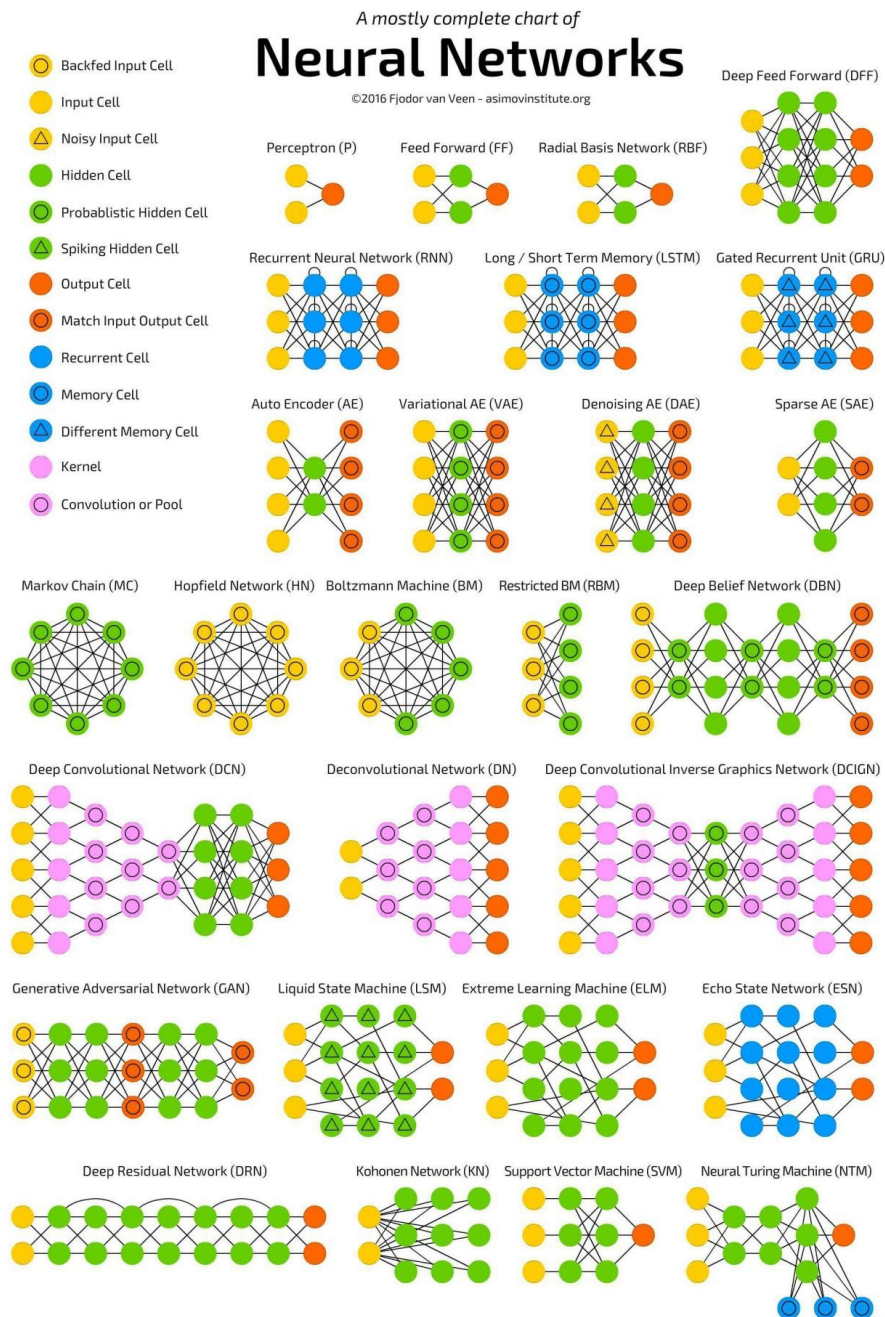 A mostly complete chart of
Neural Networks
©2016 Fjodor van Veen - asimovinstitute.org
Backfed Input Cell
Input Cell
Noisy Input Cell
Hidden Cell
Probablistic Hidden Cell
Spiking Hidden Cell
Output Cell
Match Input Output Cell
Recurrent Cell
Memory Cell
Different Memory Cell
Kernel
Convolution or Pool
Deep Feed Forward (DFF)
Perceptron (P)
Feed Forward (FF)
Radial Basis Network (RBF)
Recurrent Neural Network (RNN)
Long / Short Term Memory (LSTM)
Gated Recurrent Unit (GRU)
Auto Encoder (AE)
Variational AE (VAE)
Denoising AE (DAE)
Sparse AE (SAE)
Markov Chain (MC)
Hopfield Network (HN)
Boltzmann Machine (BM)
Restricted BM (RBM)
Deep Belief Network (DBN)
Deep Convolutional Network (DCN)
Deconvolutional Network (DN)
Deep Convolutional Inverse Graphics Network (DCIGN)
Generative Adversarial Network (GAN)
Liquid State Machine (LSM)
Extreme Learning Machine (ELM)
Echo State Network (ESN)
Deep Residual Network (DRN)
Kohonen Network (KN)
Support Vector Machine (SVM)
Neural Turing Machine (NTM)